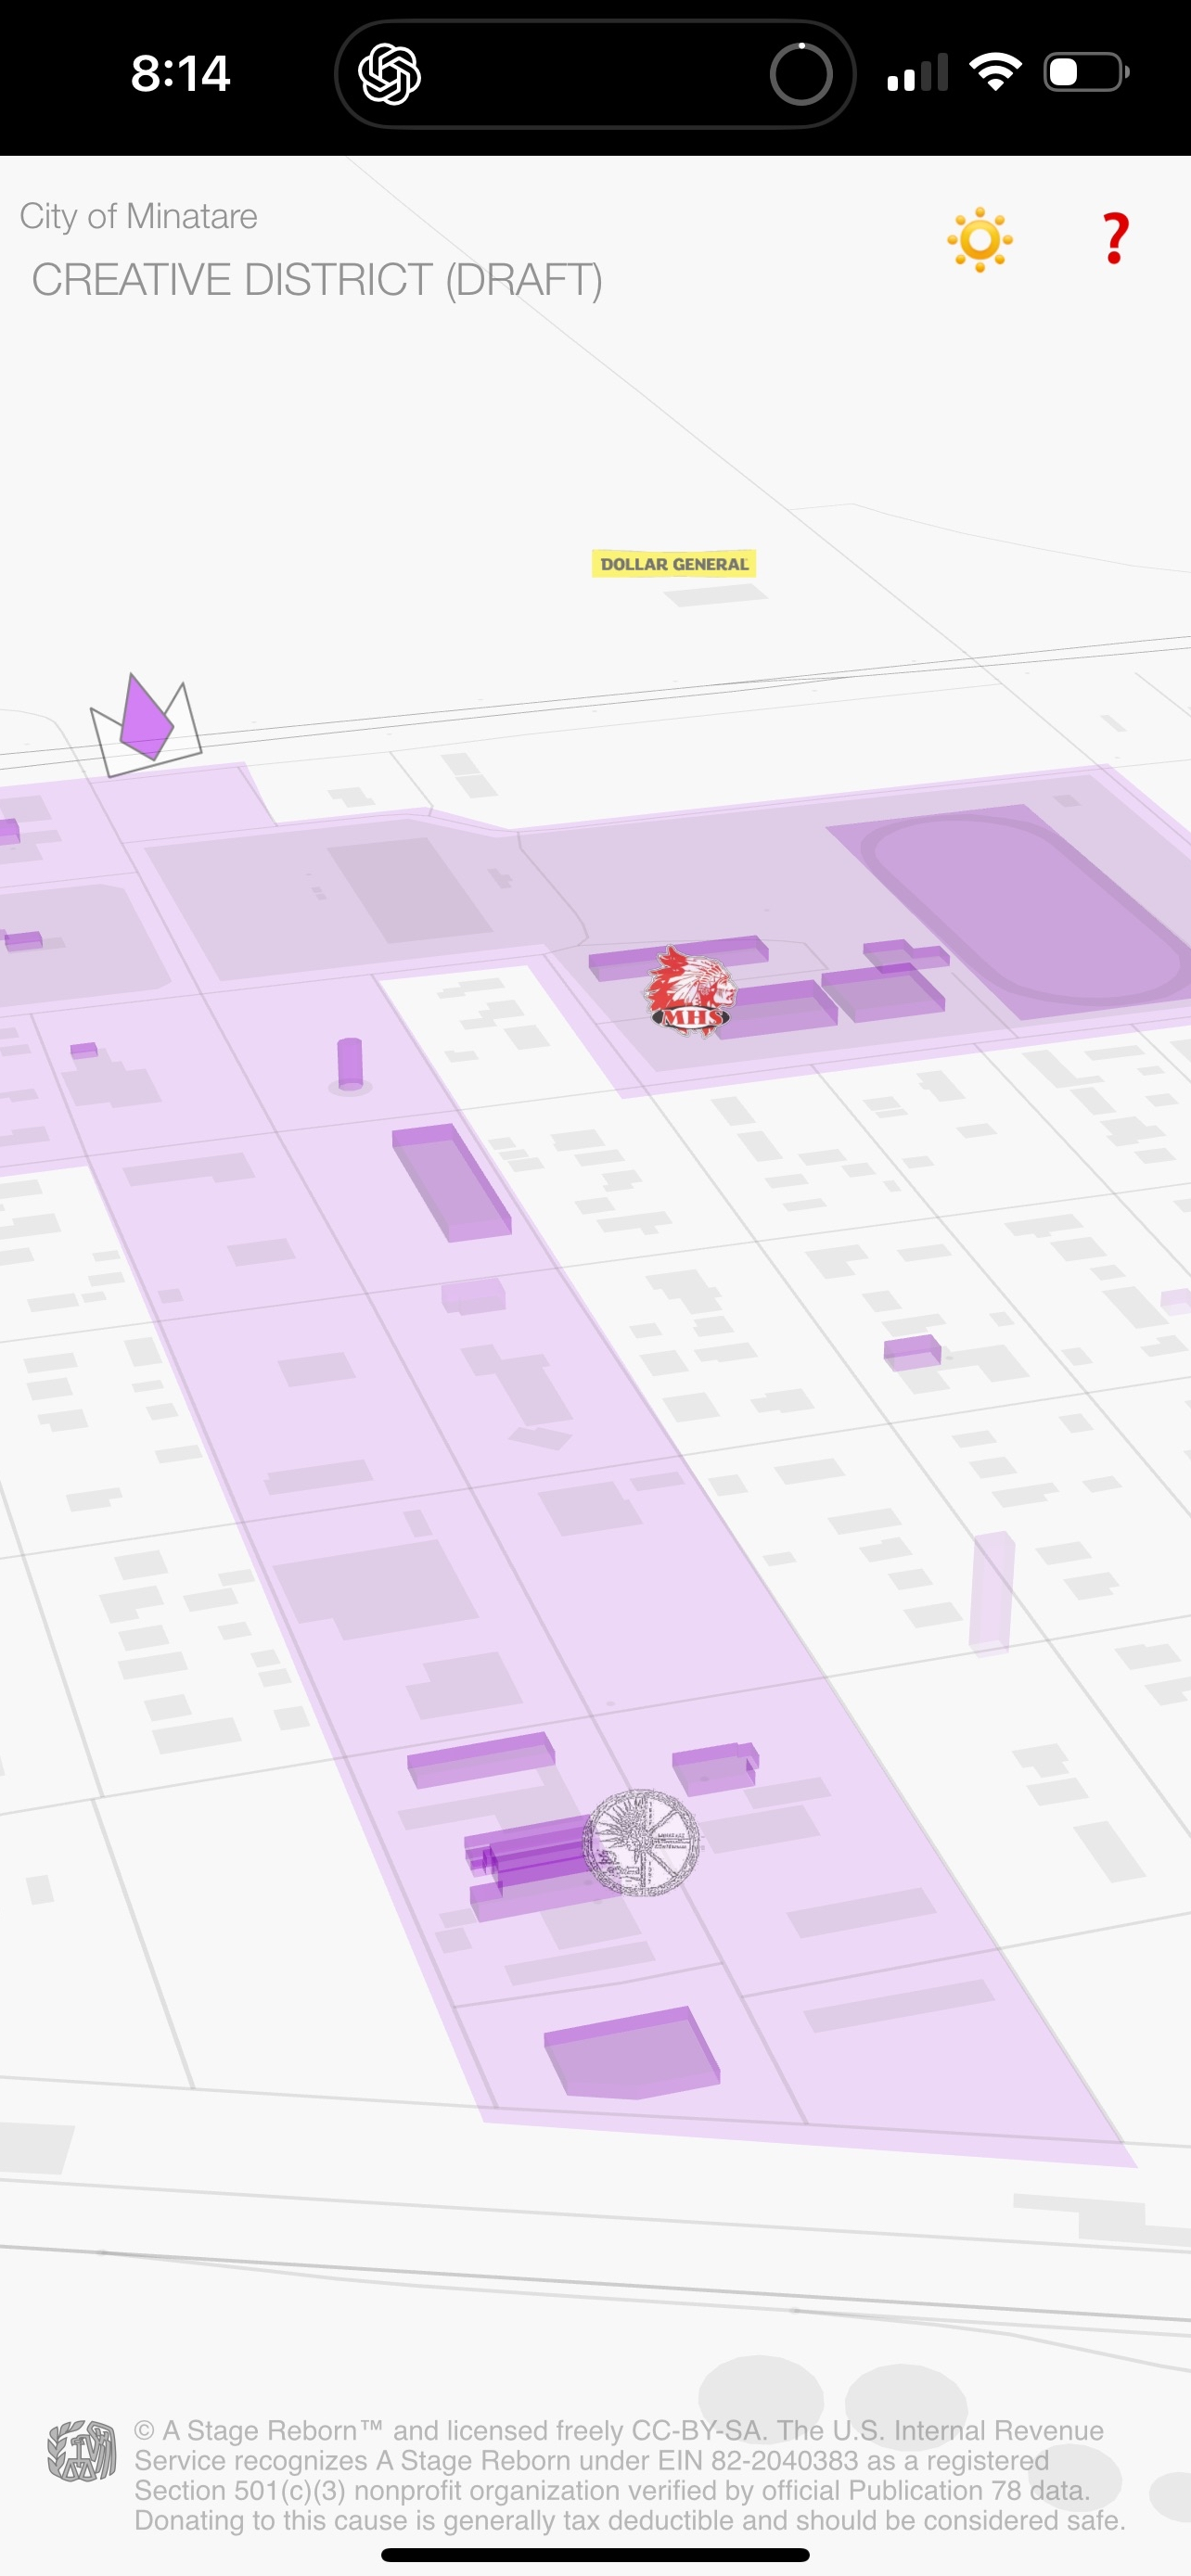 8:14
City of Minatare
?
CREATIVE DISTRICT (DRAFT)
DOLLAR GENERAL
MHS
© A Stage Reborn™ and licensed freely CC-BY-SA. The U.S. Internal Revenue
Service recognizes A Stage Reborn under EIN 82-2040383 as a registered
Section 501(c)(3) nonprofit organization verified by official Publication 78 data.
Donating to this cause is generally tax deductible and should be considered safe.